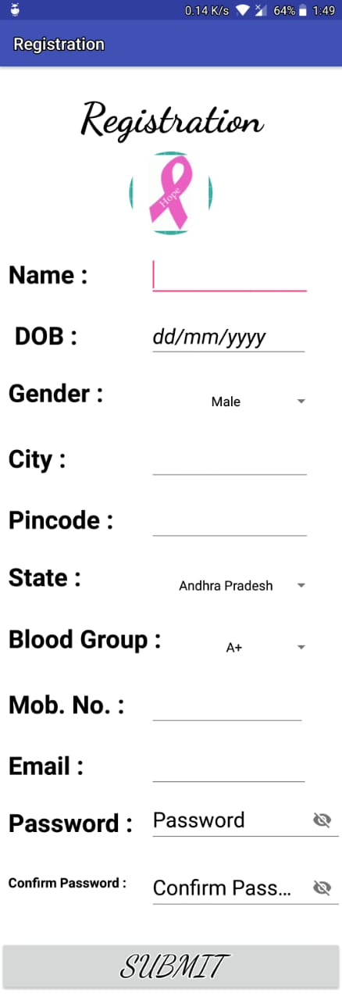 0.14 K/s 64% 1:49
Registration
Registration
Hope
Name :
DOB : dd/mm/yyyy
Gender : Male
City :
Pincode :
State : Andhra Pradesh
Blood Group : A+
Mob. No. :
Email :
Password : Password
Confirm Password : Confirm Pass...
SUBMIT